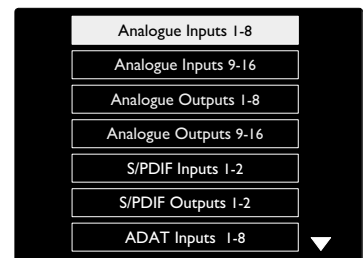 Analogue Inputs 1-8
Analogue Inputs 9-16
Analogue Outputs 1-8
Analogue Outputs 9-16
S/PDIF Inputs 1-2
S/PDIF Outputs 1-2
ADAT Inputs 1-8